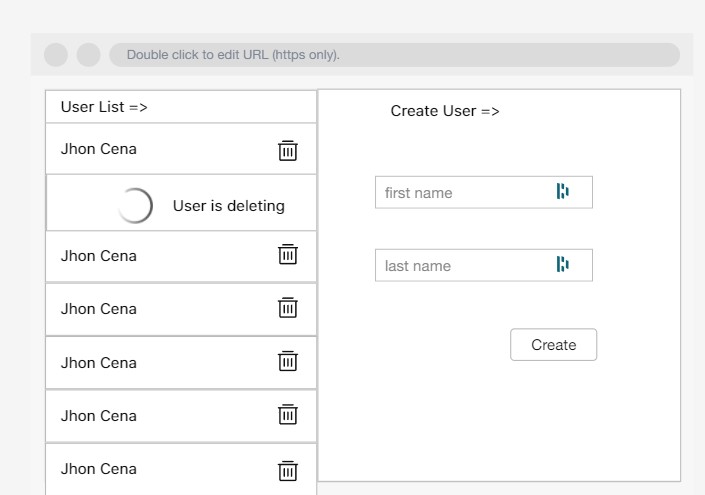 Double click to edit URL (https only).
User List =>
Jhon Cena
User is deleting
Jhon Cena
Jhon Cena
Jhon Cena
Jhon Cena
Jhon Cena
Create User =>
first name
last name
Create